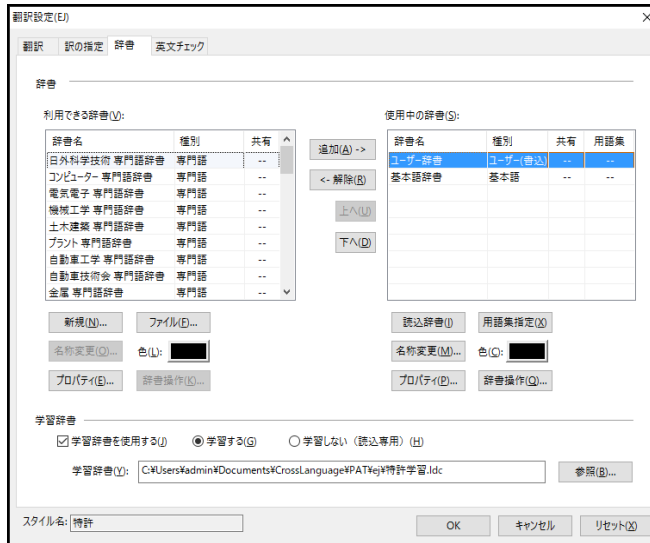 翻訳設定(EJ)
翻訳 訳の指定 辞書 英文チェック
辞書
利用できる辞書(V):
辞書名 種別 共有
日外科学技術 専門語辞書 専門語 --
コンピューター 専門語辞書 専門語 --
電気電子 専門語辞書 専門語 --
機械工学 専門語辞書 専門語 --
土木建築 専門語辞書 専門語 --
プラント 専門語辞書 専門語 --
自動車工学 専門語辞書 専門語 --
自動車技術会 専門語辞書 専門語 --
金属 専門語辞書 専門語 --
追加(A) ->
<- 解除(R)
上へ(U)
下へ(D)
使用中の辞書(S):
辞書名 種別 共有 用語集
ユーザー辞書 ユーザー(書込) -- --
基本語辞書 基本語 -- --
新規(N)... ファイル(F)...
名称変更(O)... 色(L):
プロパティ(E)... 辞書操作(K)...
読込辞書(I) 用語集指定(X)
名称変更(M)... 色(C):
プロパティ(P)... 辞書操作(Q)...
学習辞書
学習辞書を使用する(J) 学習する(G) 学習しない（読込専用）(H)
学習辞書(Y): C:¥Users¥admin¥Documents¥CrossLanguage¥PAT¥ej¥特許学習.ldc 参照(B)...
スタイル名: 特許 OK キャンセル リセット(X)